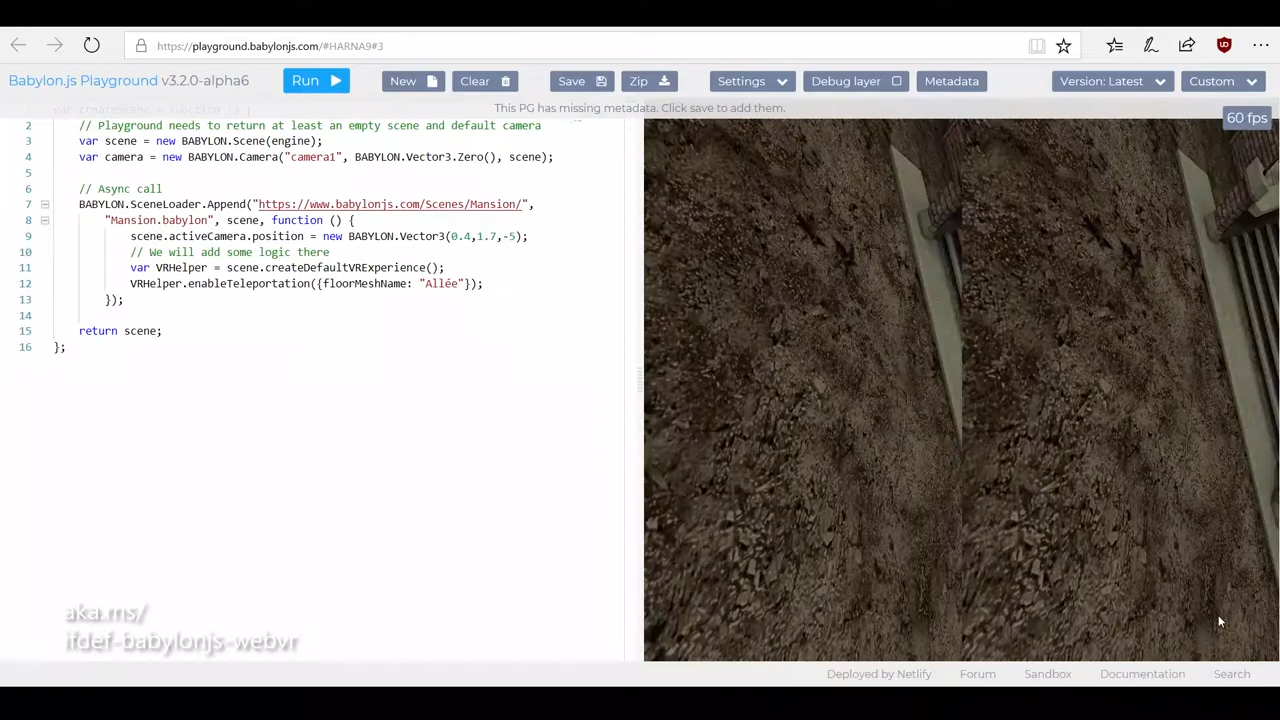 https://playground.babylonjs.com/#HARNA9#3
Babylon.js Playground v3.2.0-alpha6 Run New Clear Save Zip Settings Debug layer Metadata Version: Latest Custom
This PG has missing metadata. Click save to add them.
60 fps
1 var createScene = function () {
2 // Playground needs to return at least an empty scene and default camera
3 var scene = new BABYLON.Scene(engine);
4 var camera = new BABYLON.Camera("camera1", BABYLON.Vector3.Zero(), scene);
5
6 // Async call
7 BABYLON.SceneLoader.Append("https://www.babylonjs.com/Scenes/Mansion/",
8 "Mansion.babylon", scene, function () {
9 scene.activeCamera.position = new BABYLON.Vector3(0.4,1.7,-5);
10 // We will add some logic there
11 var VRHelper = scene.createDefaultVRExperience();
12 VRHelper.enableTeleportation({floorMeshName: "Allée"});
13 });
14
15 return scene;
16 };
aka.ms/
ifdef-babylonjs-webvr
Deployed by Netlify Forum Sandbox Documentation Search